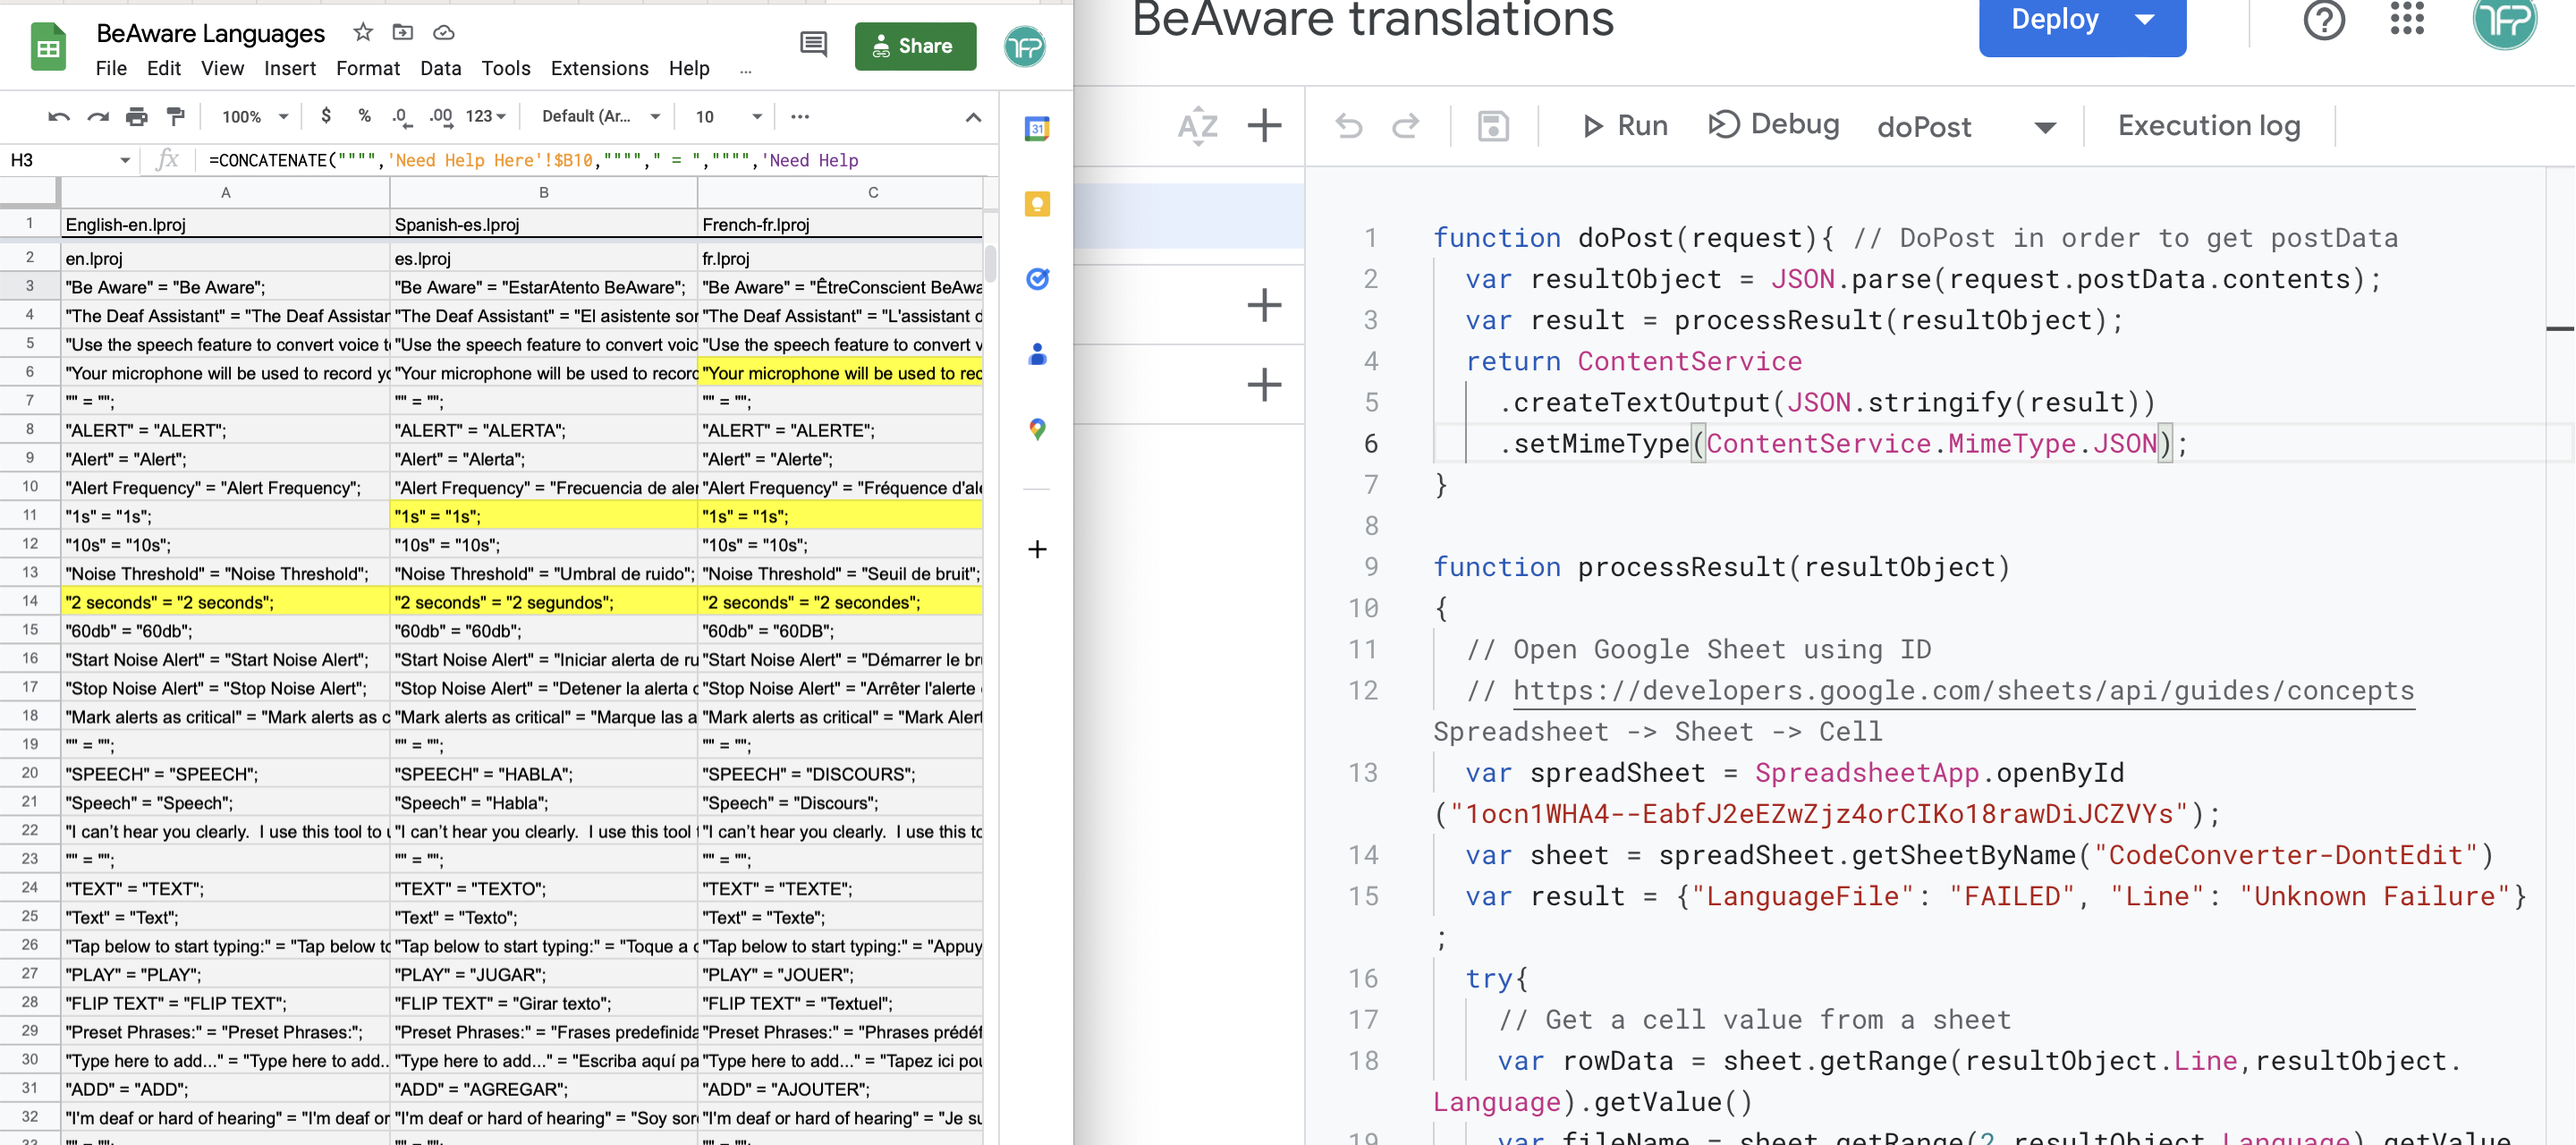 BeAware Languages
Share
File Edit View Insert Format Data Tools Extensions Help ...
100% $ % .0 .00 123 Default (Ar... 10 ...
H3 fx =CONCATENATE("""",'Need Help Here'!$B10,""""," = ","""",'Need Help
A B C
1 English-en.lproj Spanish-es.lproj French-fr.lproj
2 en.lproj es.lproj fr.lproj
3 "Be Aware" = "Be Aware"; "Be Aware" = "EstarAtento BeAware"; "Be Aware" = "ÊtreConscient BeAwa
4 "The Deaf Assistant" = "The Deaf Assistar "The Deaf Assistant" = "El asistente sor "The Deaf Assistant" = "L'assistant d
5 "Use the speech feature to convert voice t "Use the speech feature to convert voic "Use the speech feature to convert v
6 "Your microphone will be used to record yo "Your microphone will be used to record "Your microphone will be used to rec
7 "" = ""; "" = ""; "" = "";
8 "ALERT" = "ALERT"; "ALERT" = "ALERTA"; "ALERT" = "ALERTE";
9 "Alert" = "Alert"; "Alert" = "Alerta"; "Alert" = "Alerte";
10 "Alert Frequency" = "Alert Frequency"; "Alert Frequency" = "Frecuencia de aler "Alert Frequency" = "Fréquence d'ale
11 "1s" = "1s"; "1s" = "1s"; "1s" = "1s";
12 "10s" = "10s"; "10s" = "10s"; "10s" = "10s";
13 "Noise Threshold" = "Noise Threshold"; "Noise Threshold" = "Umbral de ruido"; "Noise Threshold" = "Seuil de bruit";
14 "2 seconds" = "2 seconds"; "2 seconds" = "2 segundos"; "2 seconds" = "2 secondes";
15 "60db" = "60db"; "60db" = "60db"; "60db" = "60DB";
16 "Start Noise Alert" = "Start Noise Alert"; "Start Noise Alert" = "Iniciar alerta de ru "Start Noise Alert" = "Démarrer le bru
17 "Stop Noise Alert" = "Stop Noise Alert"; "Stop Noise Alert" = "Detener la alerta c "Stop Noise Alert" = "Arrêter l'alerte
18 "Mark alerts as critical" = "Mark alerts as c "Mark alerts as critical" = "Marque las a "Mark alerts as critical" = "Mark Alert
19 "" = ""; "" = ""; "" = "";
20 "SPEECH" = "SPEECH"; "SPEECH" = "HABLA"; "SPEECH" = "DISCOURS";
21 "Speech" = "Speech"; "Speech" = "Habla"; "Speech" = "Discours";
22 "I can't hear you clearly.  I use this tool to u "I can't hear you clearly.  I use this tool t "I can't hear you clearly.  I use this to
23 "" = ""; "" = ""; "" = "";
24 "TEXT" = "TEXT"; "TEXT" = "TEXTO"; "TEXT" = "TEXTE";
25 "Text" = "Text"; "Text" = "Texto"; "Text" = "Texte";
26 "Tap below to start typing:" = "Tap below to "Tap below to start typing:" = "Toque a c "Tap below to start typing:" = "Appuy
27 "PLAY" = "PLAY"; "PLAY" = "JUGAR"; "PLAY" = "JOUER";
28 "FLIP TEXT" = "FLIP TEXT"; "FLIP TEXT" = "Girar texto"; "FLIP TEXT" = "Textuel";
29 "Preset Phrases:" = "Preset Phrases:"; "Preset Phrases:" = "Frases predefinida "Preset Phrases:" = "Phrases prédéf
30 "Type here to add..." = "Type here to add.. "Type here to add..." = "Escriba aquí pa "Type here to add..." = "Tapez ici pou
31 "ADD" = "ADD"; "ADD" = "AGREGAR"; "ADD" = "AJOUTER";
32 "I'm deaf or hard of hearing" = "I'm deaf or "I'm deaf or hard of hearing" = "Soy sor "I'm deaf or hard of hearing" = "Je su
31
TFP
BeAware translations
Deploy
TFP
AZ
Run Debug doPost Execution log
1 function doPost(request){ // DoPost in order to get postData
2 var resultObject = JSON.parse(request.postData.contents);
3 var result = processResult(resultObject);
4 return ContentService
5 .createTextOutput(JSON.stringify(result))
6 .setMimeType(ContentService.MimeType.JSON);
7 }
8
9 function processResult(resultObject)
10 {
11 // Open Google Sheet using ID
12 // https://developers.google.com/sheets/api/guides/concepts
Spreadsheet -> Sheet -> Cell
13 var spreadSheet = SpreadsheetApp.openById
("1ocn1WHA4--EabfJ2eEZwZjz4orCIKo18rawDiJCZVYs");
14 var sheet = spreadSheet.getSheetByName("CodeConverter-DontEdit")
15 var result = {"LanguageFile": "FAILED", "Line": "Unknown Failure"}
;
16 try{
17 // Get a cell value from a sheet
18 var rowData = sheet.getRange(resultObject.Line,resultObject.
Language).getValue()
19 var fileName = sheet.getRange(2,resultObject.Language).getValue